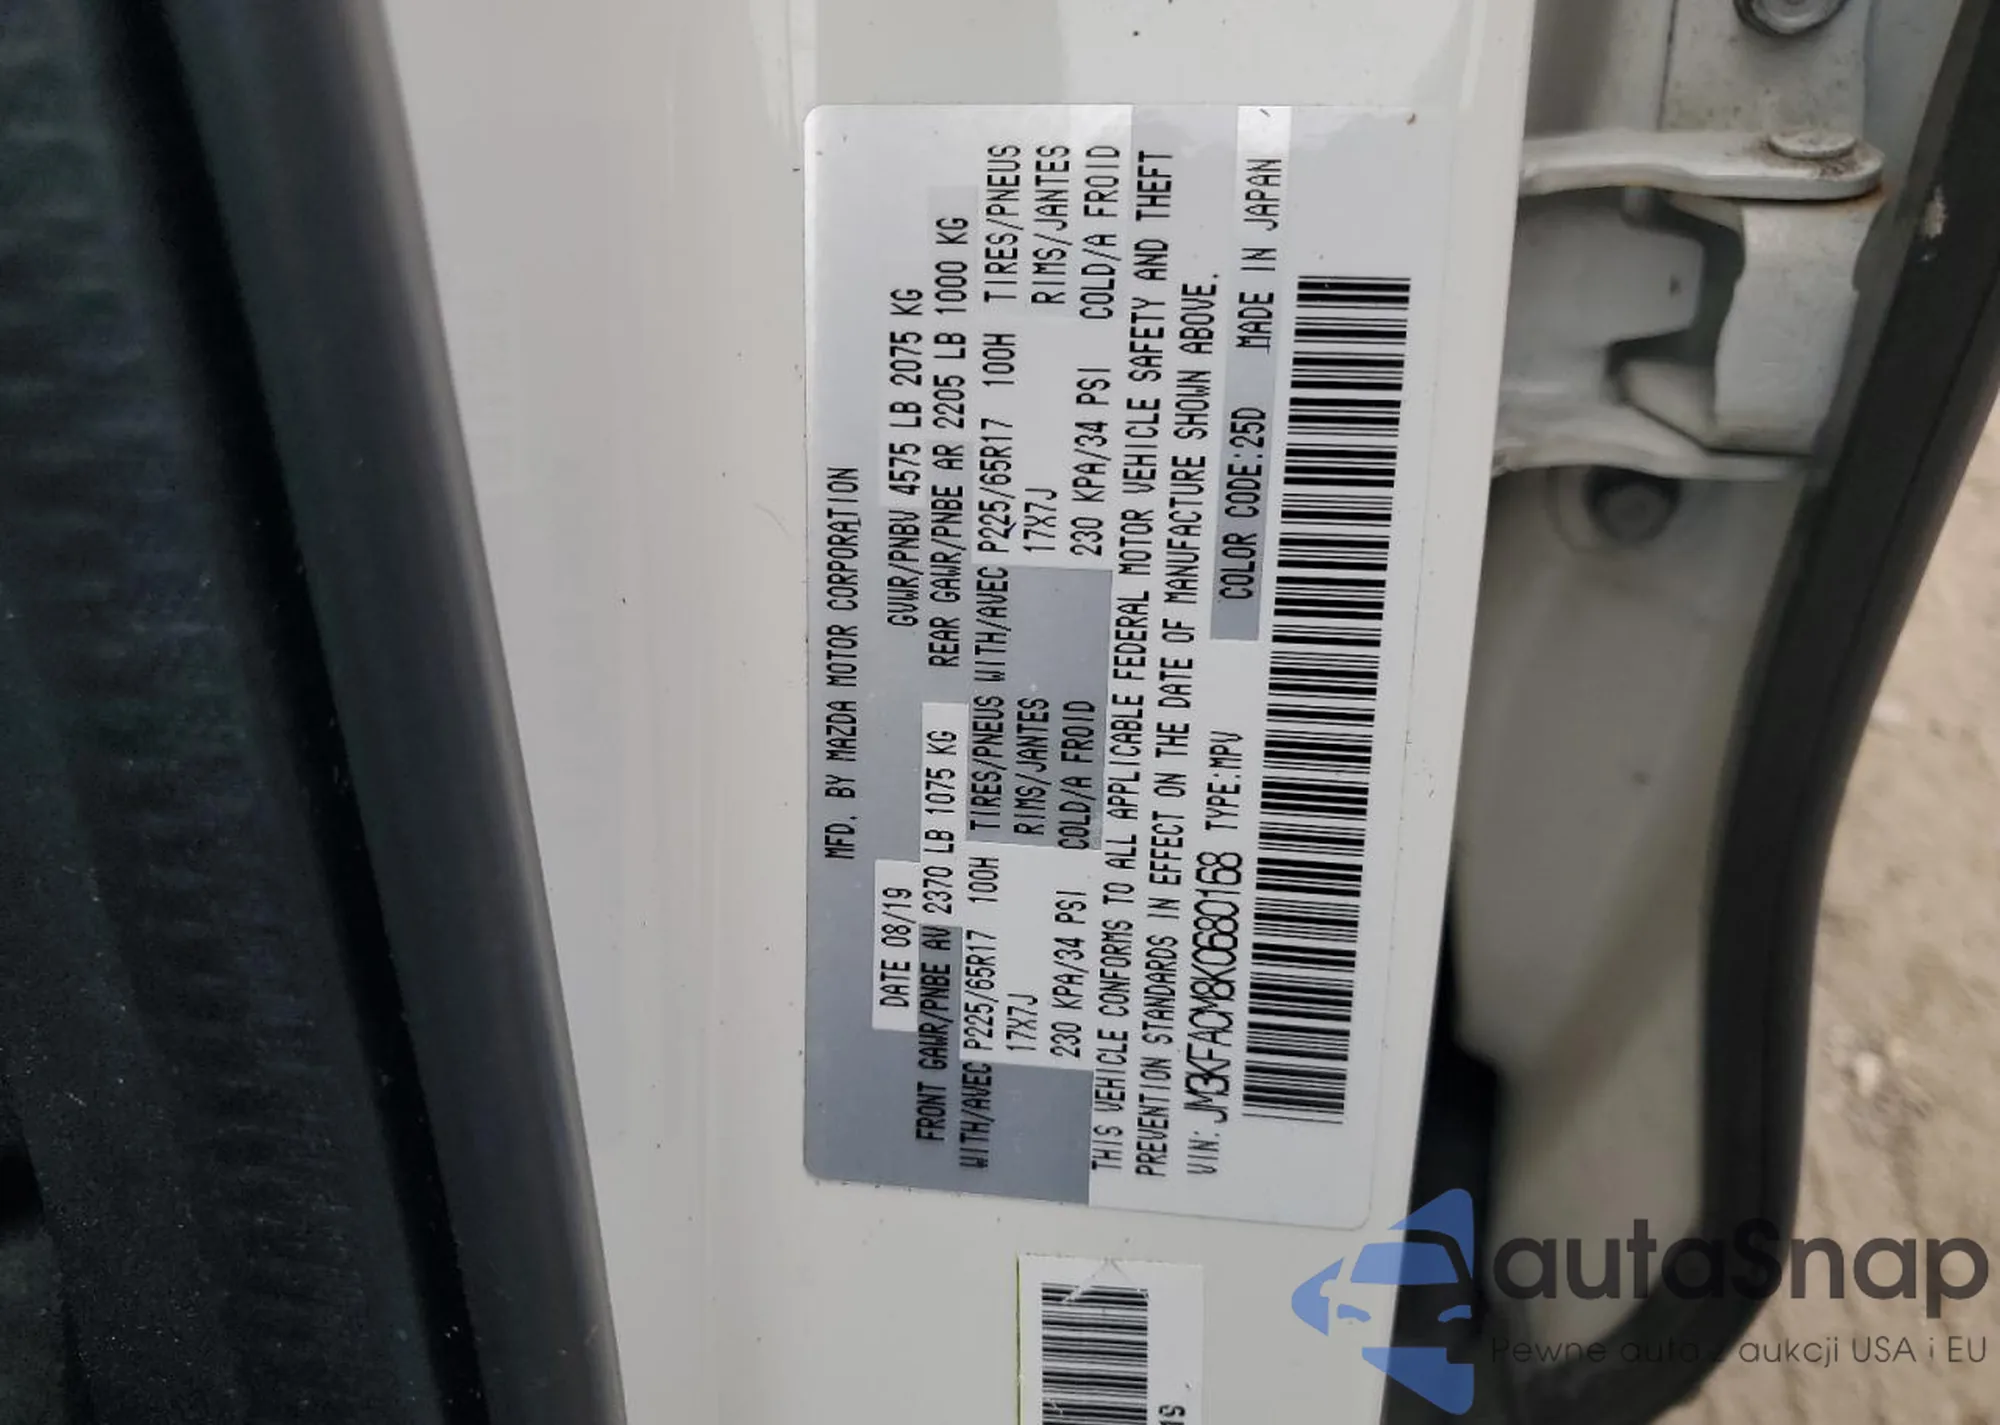 MFD. BY MAZDA MOTOR CORPORATION
DATE 08/19 GVWR/PNBV 4575 LB 2075 KG
FRONT GAWR/PNBE AV 2370 LB 1075 KG REAR GAWR/PNBE AR 2205 LB 1000 KG
WITH/AVEC P225/65R17 100H TIRES/PNEUS WITH/AVEC P225/65R17 100H TIRES/PNEUS
17X7J RIMS/JANTES 17X7J RIMS/JANTES
230 KPA/34 PSI COLD/A FROID 230 KPA/34 PSI COLD/A FROID
THIS VEHICLE CONFORMS TO ALL APPLICABLE FEDERAL MOTOR VEHICLE SAFETY AND THEFT
PREVENTION STANDARDS IN EFFECT ON THE DATE OF MANUFACTURE SHOWN ABOVE.
VIN: JM3KFACM8K0680168 TYPE:MPV COLOR CODE:25D MADE IN JAPAN
autaSnap
Pewne auta z aukcji USA i EU